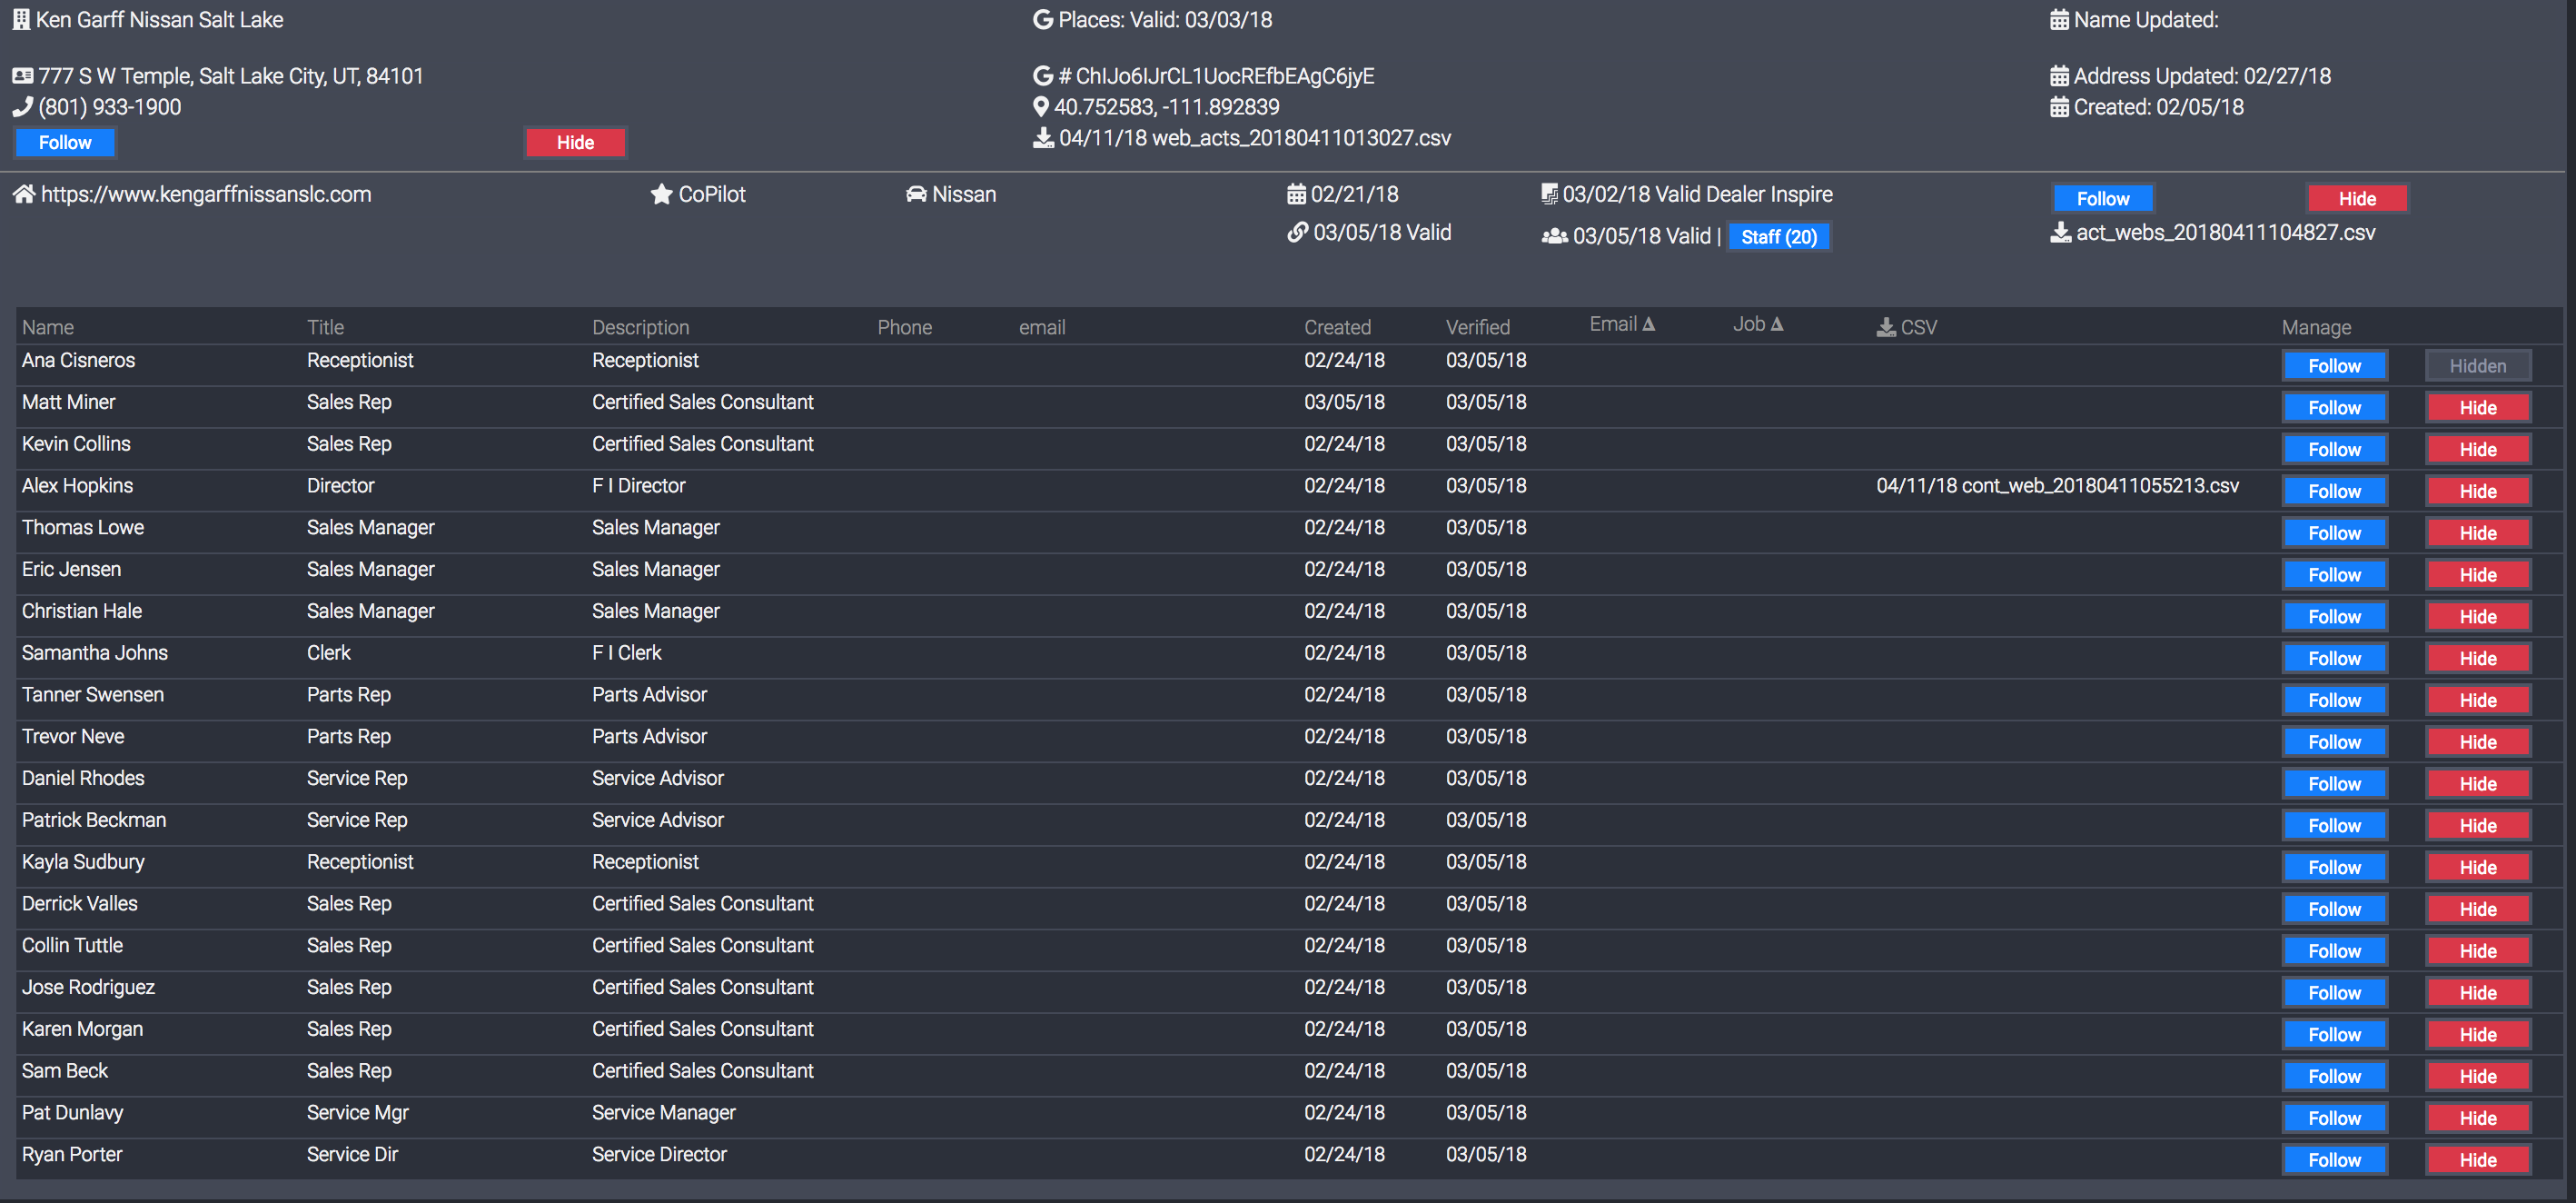 Ken Garff Nissan Salt Lake Places: Valid: 03/03/18 Name Updated:
777 S W Temple, Salt Lake City, UT, 84101 # ChIJo6IJrCL1UocREfbEAgC6jyE Address Updated: 02/27/18
(801) 933-1900 40.752583, -111.892839 Created: 02/05/18
Follow Hide 04/11/18 web_acts_20180411013027.csv
https://www.kengarffnissanslc.com CoPilot Nissan 02/21/18 03/02/18 Valid Dealer Inspire Follow Hide
03/05/18 Valid 03/05/18 Valid | Staff (20) act_webs_20180411104827.csv
Name Title Description Phone email Created Verified Email Job CSV Manage
Ana Cisneros Receptionist Receptionist 02/24/18 03/05/18 Follow Hidden
Matt Miner Sales Rep Certified Sales Consultant 03/05/18 03/05/18 Follow Hide
Kevin Collins Sales Rep Certified Sales Consultant 02/24/18 03/05/18 Follow Hide
Alex Hopkins Director F I Director 02/24/18 03/05/18 04/11/18 cont_web_20180411055213.csv Follow Hide
Thomas Lowe Sales Manager Sales Manager 02/24/18 03/05/18 Follow Hide
Eric Jensen Sales Manager Sales Manager 02/24/18 03/05/18 Follow Hide
Christian Hale Sales Manager Sales Manager 02/24/18 03/05/18 Follow Hide
Samantha Johns Clerk F I Clerk 02/24/18 03/05/18 Follow Hide
Tanner Swensen Parts Rep Parts Advisor 02/24/18 03/05/18 Follow Hide
Trevor Neve Parts Rep Parts Advisor 02/24/18 03/05/18 Follow Hide
Daniel Rhodes Service Rep Service Advisor 02/24/18 03/05/18 Follow Hide
Patrick Beckman Service Rep Service Advisor 02/24/18 03/05/18 Follow Hide
Kayla Sudbury Receptionist Receptionist 02/24/18 03/05/18 Follow Hide
Derrick Valles Sales Rep Certified Sales Consultant 02/24/18 03/05/18 Follow Hide
Collin Tuttle Sales Rep Certified Sales Consultant 02/24/18 03/05/18 Follow Hide
Jose Rodriguez Sales Rep Certified Sales Consultant 02/24/18 03/05/18 Follow Hide
Karen Morgan Sales Rep Certified Sales Consultant 02/24/18 03/05/18 Follow Hide
Sam Beck Sales Rep Certified Sales Consultant 02/24/18 03/05/18 Follow Hide
Pat Dunlavy Service Mgr Service Manager 02/24/18 03/05/18 Follow Hide
Ryan Porter Service Dir Service Director 02/24/18 03/05/18 Follow Hide